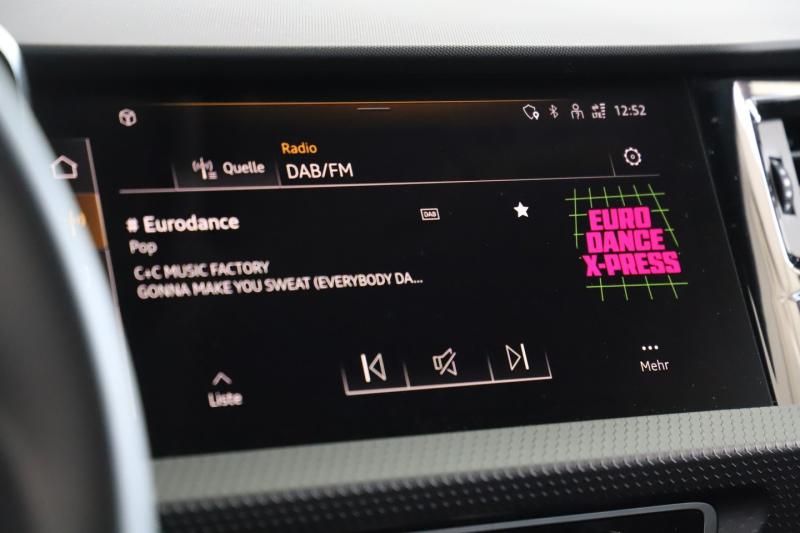 LTE 12:52
Radio
Quelle
DAB/FM
# Eurodance
DAB
Pop
C+C MUSIC FACTORY
GONNA MAKE YOU SWEAT (EVERYBODY DA...
EURO
DANCE
X-PRESS
Liste
... Mehr